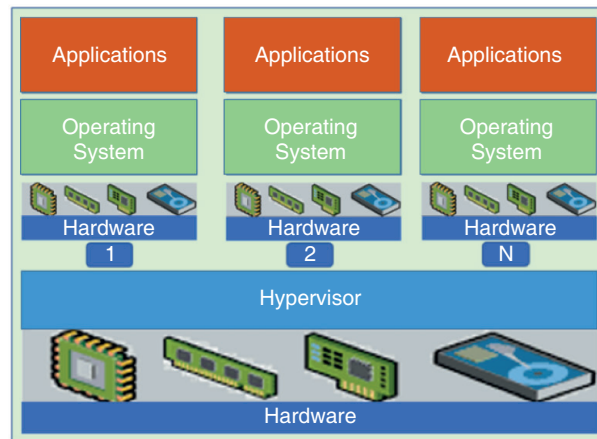 Applications
Applications
Applications
Operating
System
Operating
System
Operating
System
Hardware
Hardware
Hardware
1
2
N
Hypervisor
Hardware